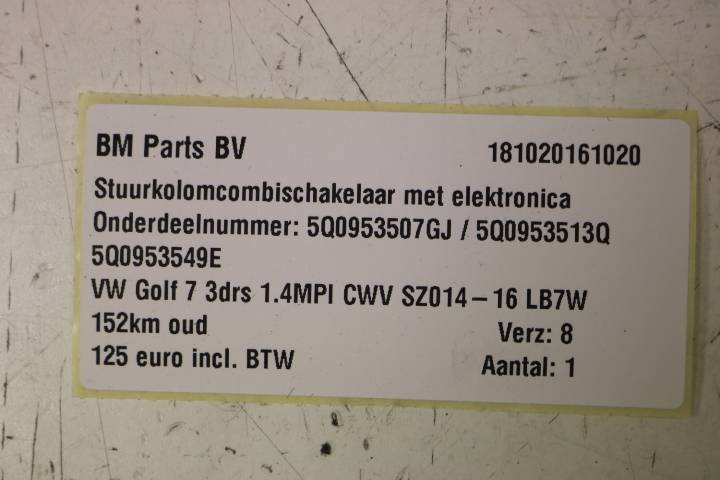 BM Parts BV 181020161020
Stuurkolomcombischakelaar met elektronica
Onderdeelnummer: 5Q0953507GJ / 5Q0953513Q
5Q0953549E
VW Golf 7 3drs 1.4MPI CWV SZ014-16 LB7W
152km oud Verz: 8
125 euro incl. BTW Aantal: 1